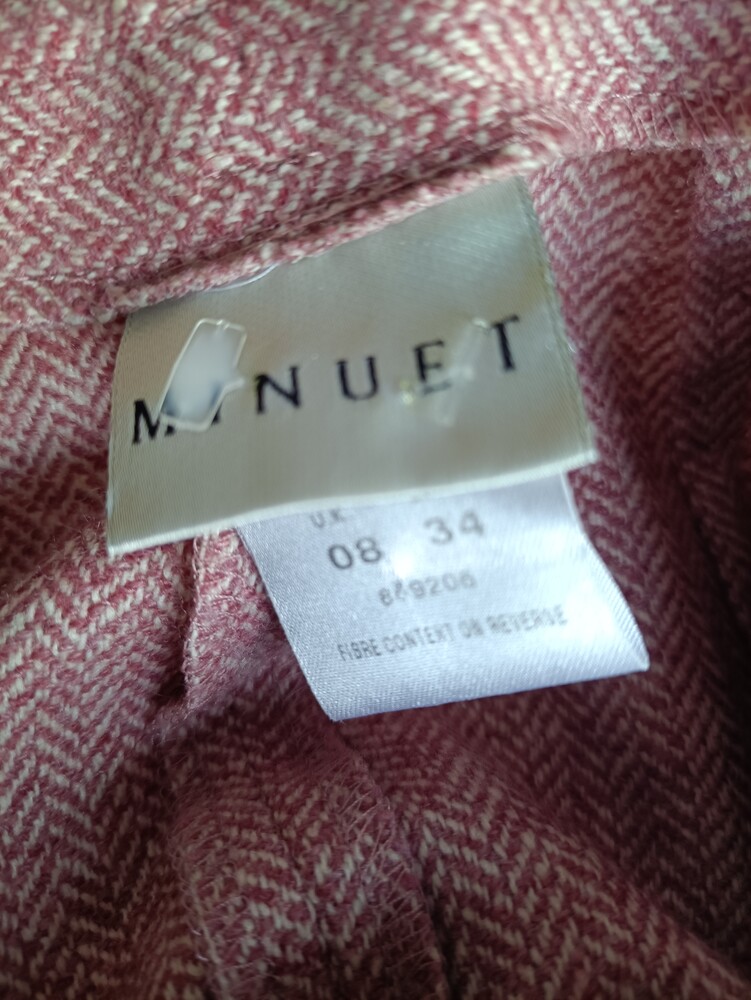 MINUET
U.K.
08 34
FIBRE CONTENT ON REVERSE